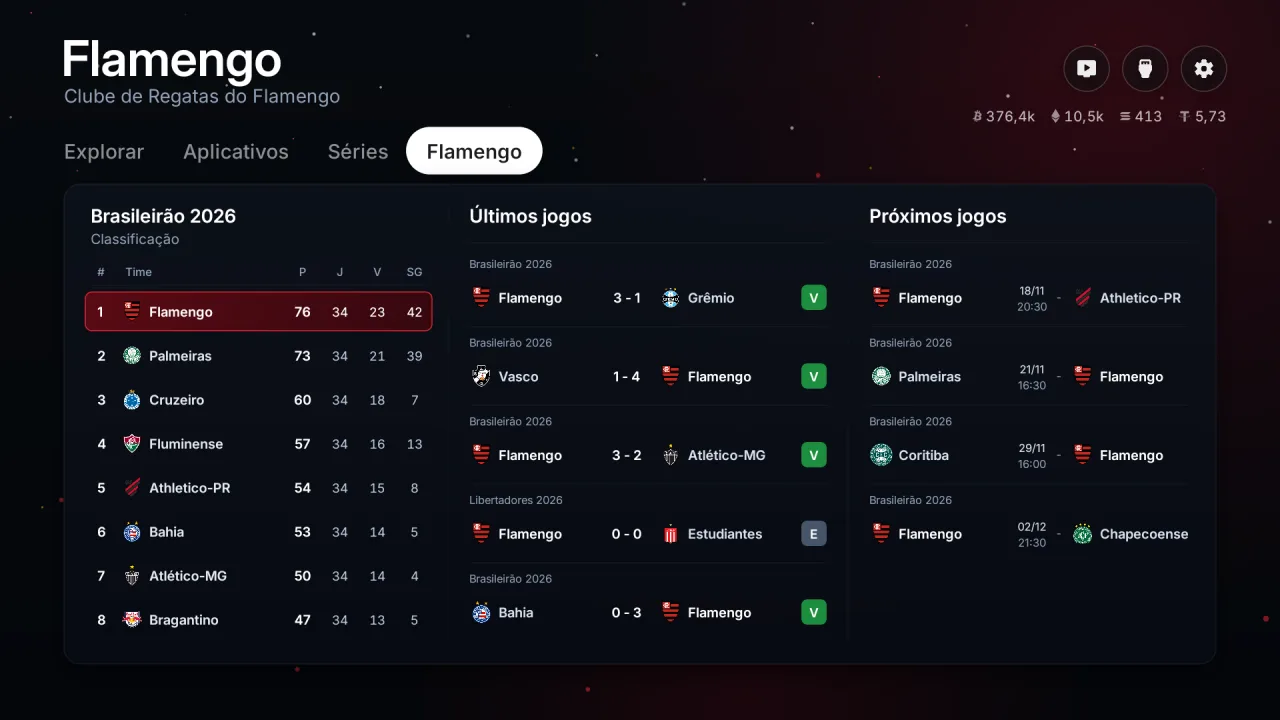 Flamengo
Clube de Regatas do Flamengo
376,4k 10,5k 413 5,73
Explorar Aplicativos Séries Flamengo
Brasileirão 2026
Classificação
# Time P J V SG
1 Flamengo 76 34 23 42
2 Palmeiras 73 34 21 39
3 Cruzeiro 60 34 18 7
4 Fluminense 57 34 16 13
5 Athletico-PR 54 34 15 8
6 Bahia 53 34 14 5
7 Atlético-MG 50 34 14 4
8 Bragantino 47 34 13 5
Últimos jogos
Brasileirão 2026
Flamengo 3 - 1 Grêmio V
Brasileirão 2026
Vasco 1 - 4 Flamengo V
Brasileirão 2026
Flamengo 3 - 2 Atlético-MG V
Libertadores 2026
Flamengo 0 - 0 Estudiantes E
Brasileirão 2026
Bahia 0 - 3 Flamengo V
Próximos jogos
Brasileirão 2026
Flamengo 18/11 20:30 - Athletico-PR
Brasileirão 2026
Palmeiras 21/11 16:30 - Flamengo
Brasileirão 2026
Coritiba 29/11 16:00 - Flamengo
Brasileirão 2026
Flamengo 02/12 21:30 - Chapecoense